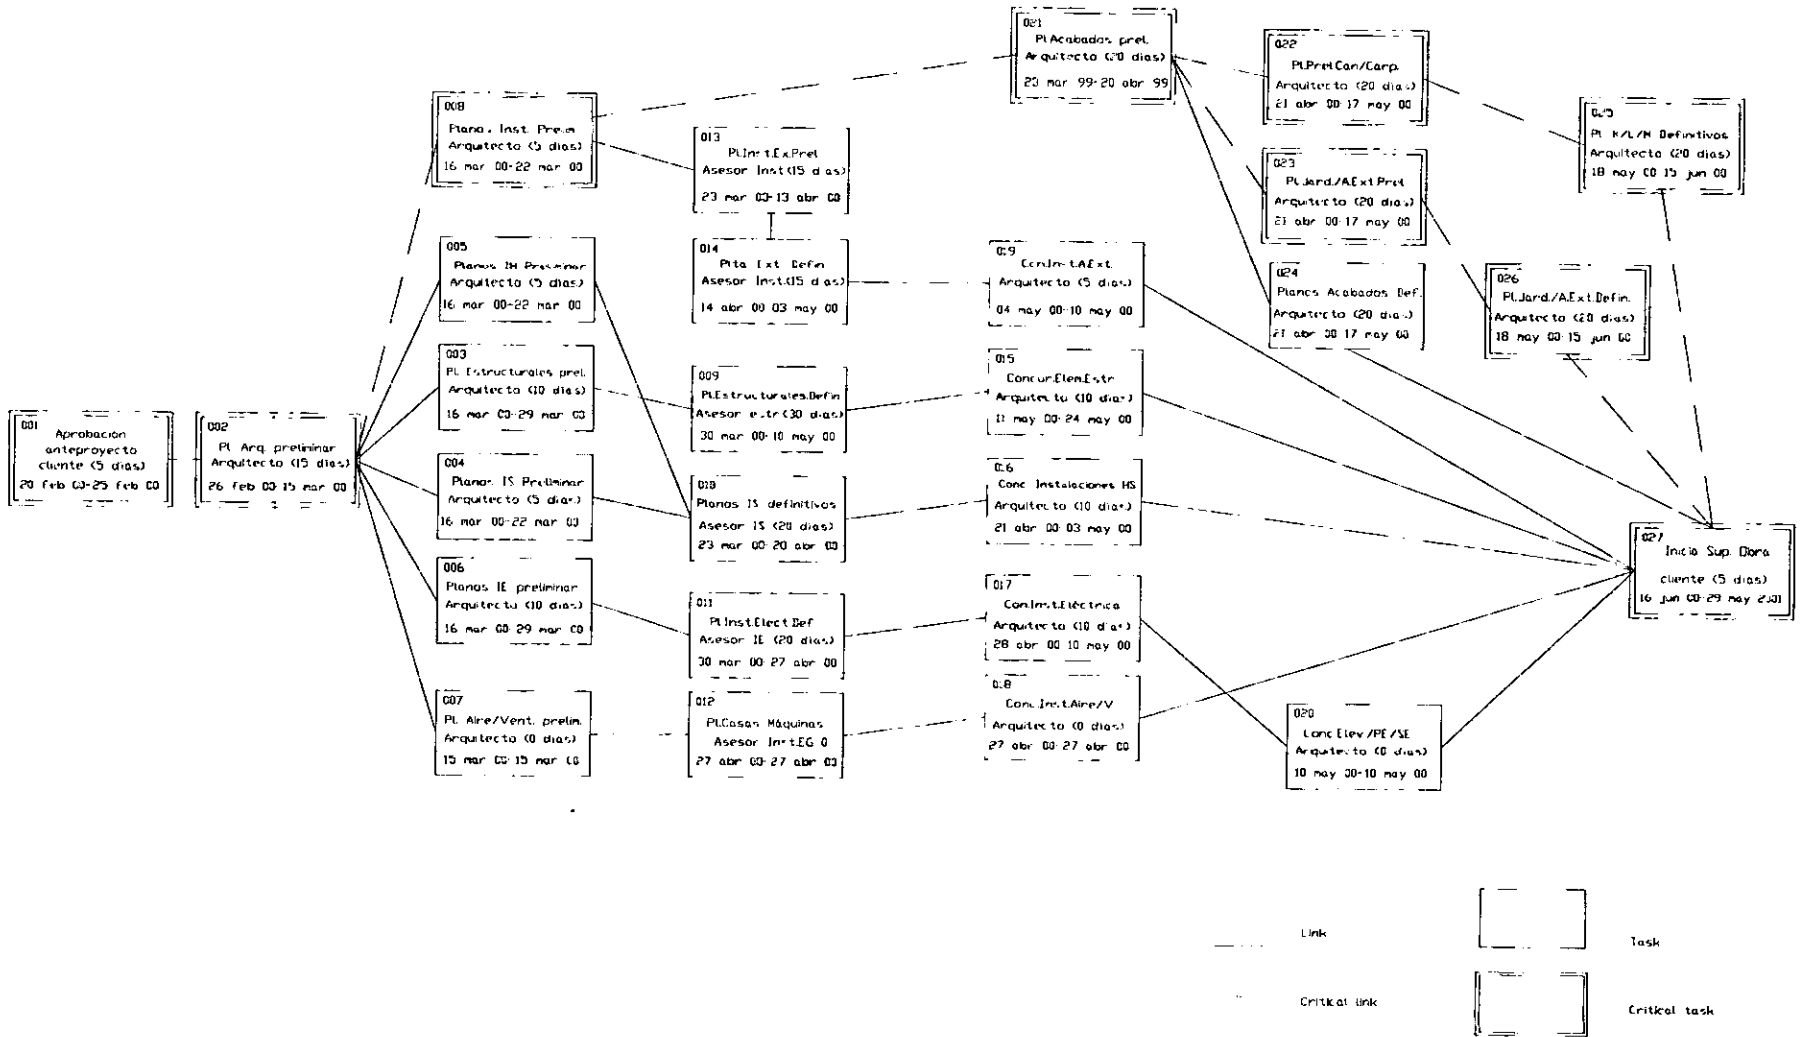 001
Aprobación
anteproyecto
cliente (5 dias)
20 feb 00-25 feb 00
002
Pl. Arq. preliminar
Arquitecto (15 dias)
26 feb 00-15 mar 00
008
Inst. Prelim
Arquitecto (5 dias)
16 mar 00-22 mar 00
005
Planos IH Preliminar
Arquitecto (5 dias)
16 mar 00-22 mar 00
003
Pl. Estructurales prel.
Arquitecto (10 dias)
16 mar 00-29 mar 00
004
Planos IS Preliminar
Arquitecto (5 dias)
16 mar 00-22 mar 00
006
Planos IE preliminar
Arquitecto (10 dias)
16 mar 00-29 mar 00
007
Pl. Aire/Vent. prelim.
Arquitecto (0 dias)
15 mar 00-15 mar 00
013
Pl.Inst.Ex.Prel
Asesor Inst.(15 dias)
23 mar 00-13 abr 00
014
Ext. Defin
Asesor Inst.(15 dias)
14 abr 00-03 may 00
009
Pl.Estructurales.Defin
Asesor estr.(30 dias)
30 mar 00-10 may 00
010
Planos IS definitivos
Asesor IS (20 dias)
23 mar 00-20 abr 00
011
Pl.Inst.Elect.Def
Asesor IE (20 dias)
30 mar 00-27 abr 00
012
Pl.Casas Máquinas
Asesor Inst.EG 0
27 abr 00-27 abr 00
021
Pl.Acabados prel.
Arquitecto (20 dias)
23 mar 99-20 abr 99
019
Con.Inst.A.Ext.
Arquitecto (5 dias)
04 may 00-10 may 00
015
Concur.Elem.Estr
Arquitecto (10 dias)
11 may 00-24 may 00
016
Conc Instalaciones HS
Arquitecto (10 dias)
21 abr 00-03 may 00
017
Con.Inst.Eléctrica
Arquitecto (10 dias)
28 abr 00-10 may 00
018
Conc.Inst.Aire/V
Arquitecto (0 dias)
27 abr 00-27 abr 00
022
Pl.Prel.Can/Carp.
Arquitecto (20 dias)
21 abr 00-17 may 00
023
Pl.Jard./A.Ext.Prel
Arquitecto (20 dias)
21 abr 00-17 may 00
024
Planos Acabados Def.
Arquitecto (20 dias)
21 abr 00-17 may 00
020
Conc Elev./PE/SE
Arquitecto (0 dias)
10 may 00-10 may 00
025
Pl. K/L/M Definitivos
Arquitecto (20 dias)
18 may 00-15 jun 00
026
Pl.Jard./A.Ext.Defin.
Arquitecto (20 dias)
18 may 00-15 jun 00
027
Inicio Sup. Obra
cliente (5 dias)
16 jun 00-29 may 2001
Link
Task
Critical link
Critical task